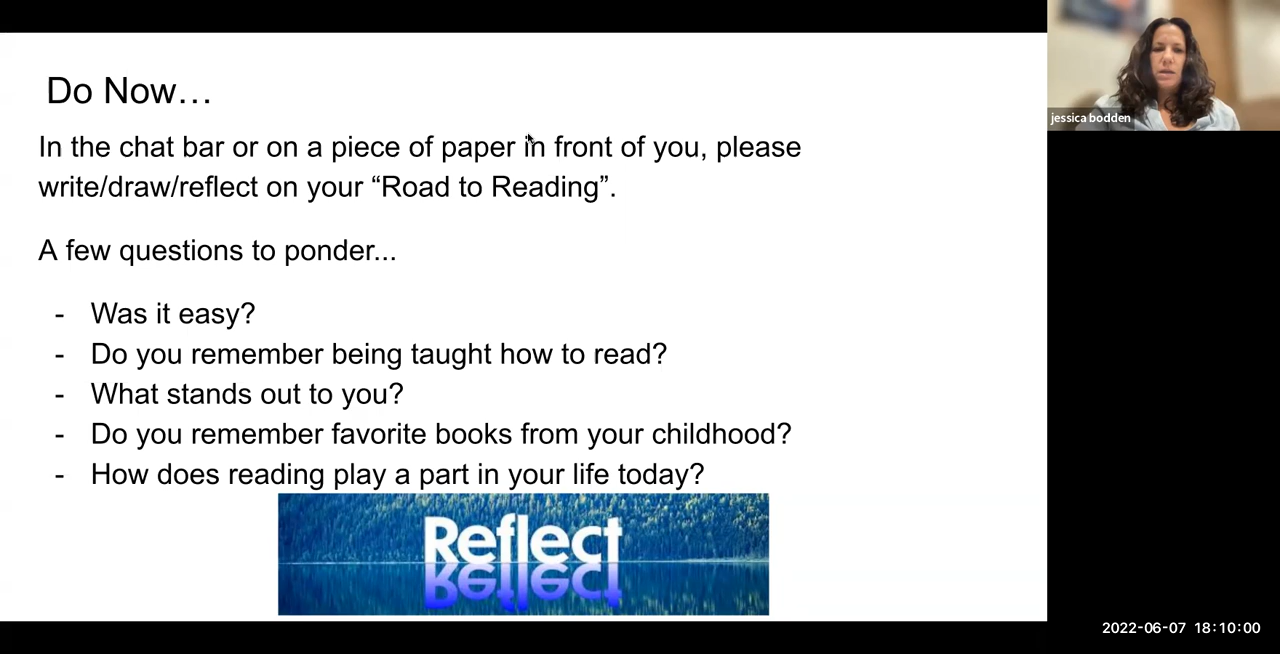 Do Now…
In the chat bar or on a piece of paper in front of you, please
write/draw/reflect on your “Road to Reading”.
A few questions to ponder...
- Was it easy?
- Do you remember being taught how to read?
- What stands out to you?
- Do you remember favorite books from your childhood?
- How does reading play a part in your life today?
Reflect
jessica bodden
2022-06-07 18:10:00